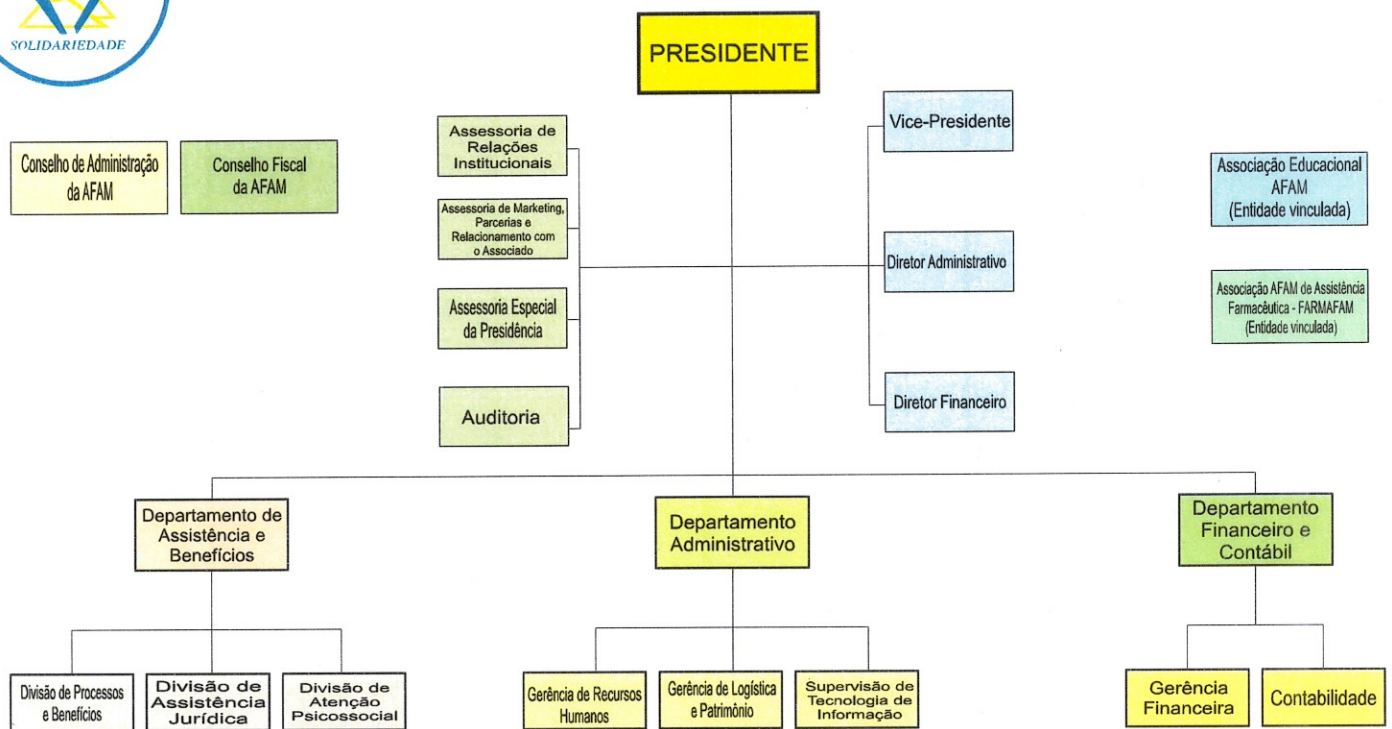 SOLIDARIEDADE
PRESIDENTE
Conselho de Administração
da AFAM
Conselho Fiscal
da AFAM
Assessoria de
Relações
Institucionais
Assessoria de Marketing,
Parcerias e
Relacionamento com
o Associado
Assessoria Especial
da Presidência
Auditoria
Vice-Presidente
Diretor Administrativo
Diretor Financeiro
Associação Educacional
AFAM
(Entidade vinculada)
Associação AFAM de Assistência
Farmacêutica - FARMAFAM
(Entidade vinculada)
Departamento de
Assistência e
Benefícios
Departamento
Administrativo
Departamento
Financeiro e
Contábil
Divisão de Processos
e Benefícios
Divisão de
Assistência
Jurídica
Divisão de
Atenção
Psicossocial
Gerência de Recursos
Humanos
Gerência de Logística
e Patrimônio
Supervisão de
Tecnologia de
Informação
Gerência
Financeira
Contabilidade